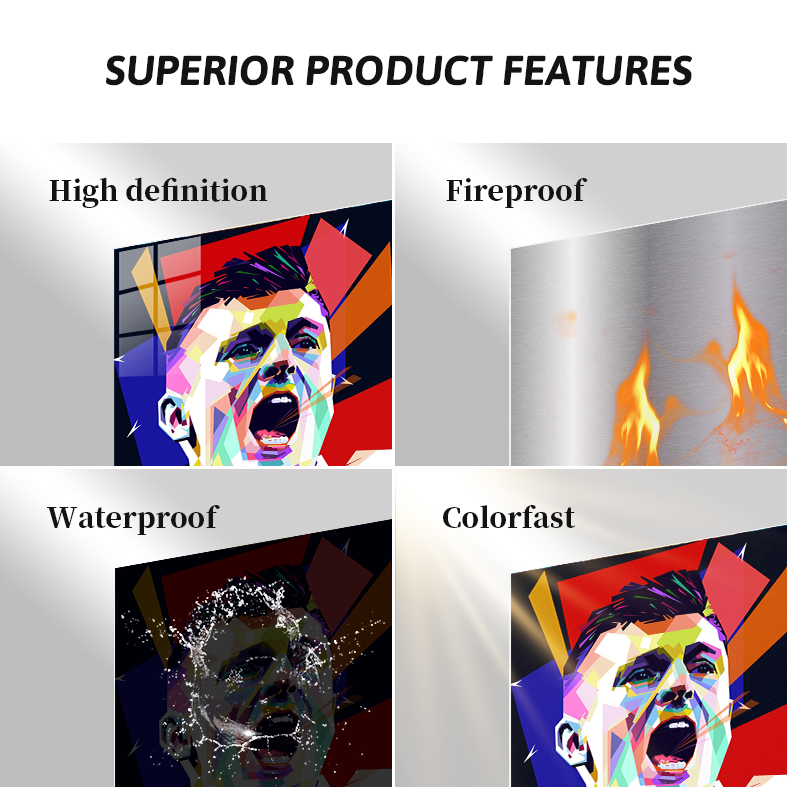 SUPERIOR PRODUCT FEATURES
High definition
Fireproof
Waterproof
Colorfast